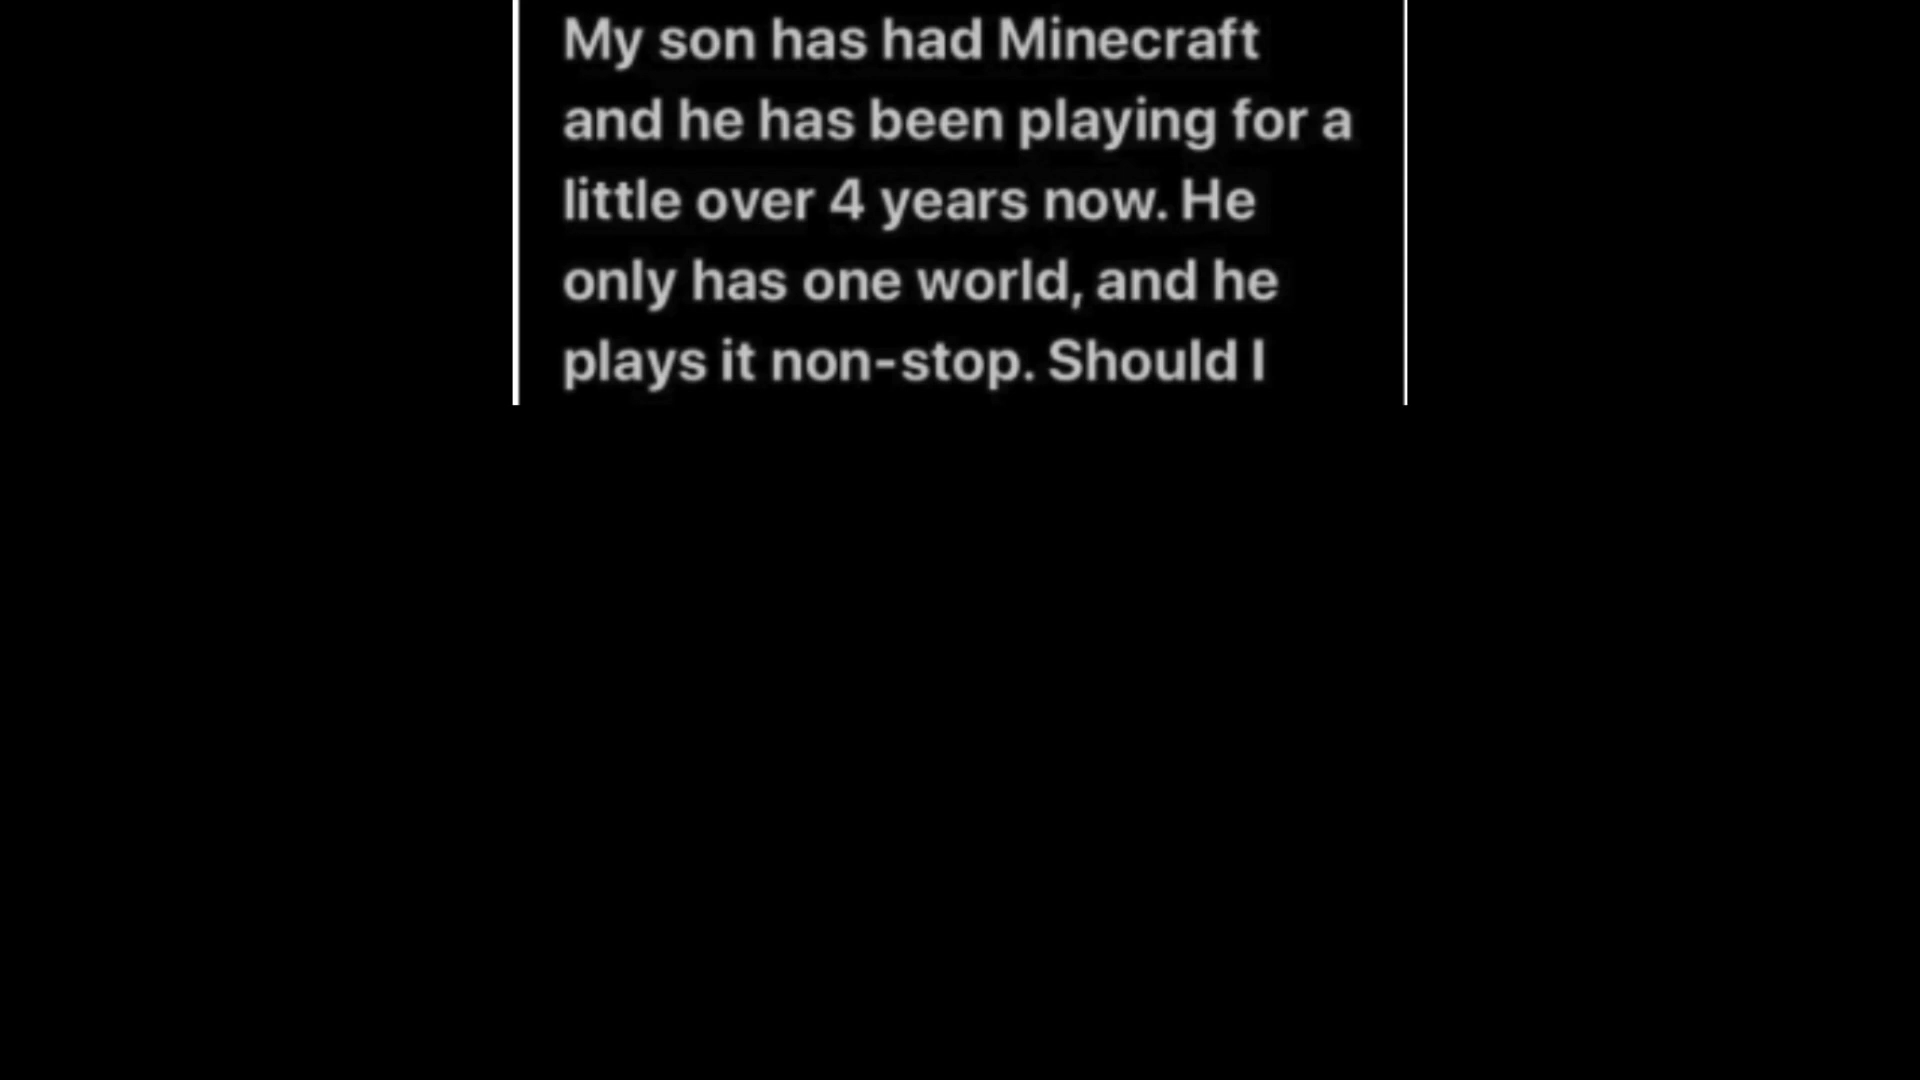 My son has had Minecraft
and he has been playing for a
little over 4 years now. He
only has one world, and he
plays it non-stop. Should I